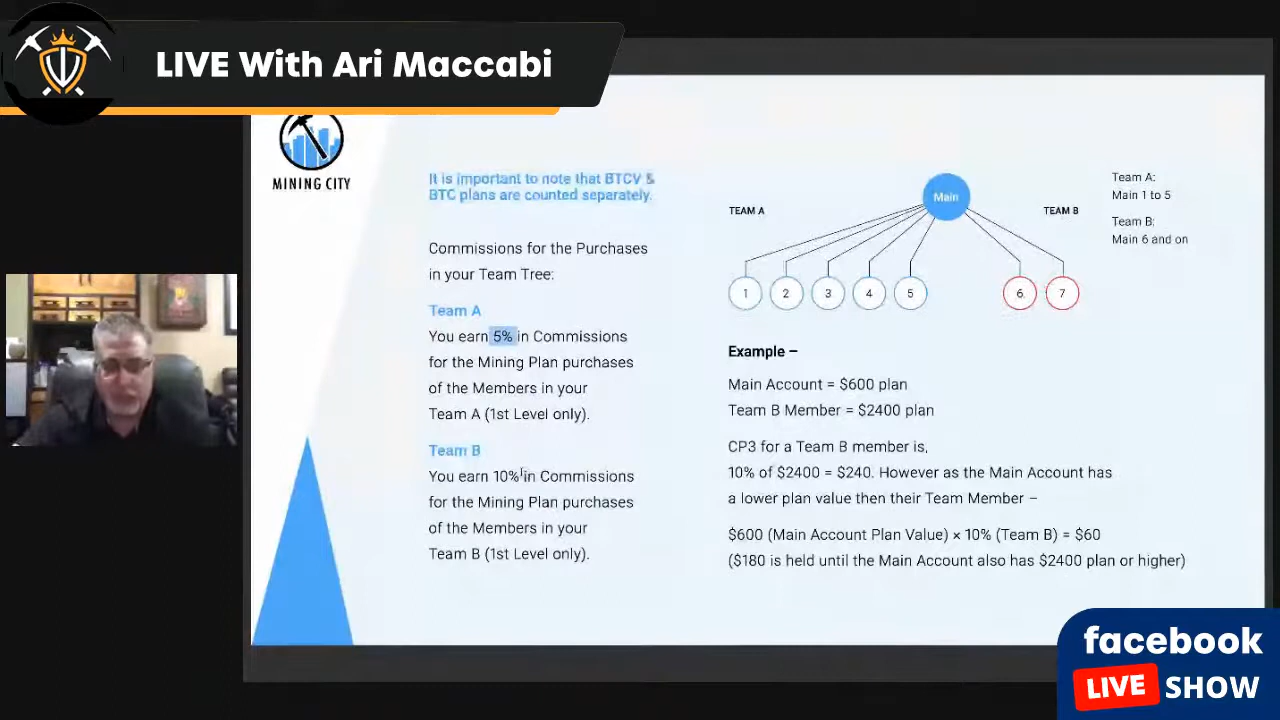 LIVE With Ari Maccabi
MINING CITY
It is important to note that BTCV &
BTC plans are counted separately.
Commissions for the Purchases
in your Team Tree:
Team A
You earn 5% in Commissions
for the Mining Plan purchases
of the Members in your
Team A (1st Level only).
Team B
You earn 10% in Commissions
for the Mining Plan purchases
of the Members in your
Team B (1st Level only).
Main
TEAM A
TEAM B
1 2 3 4 5 6 7
Team A:
Main 1 to 5
Team B:
Main 6 and on
Example –
Main Account = $600 plan
Team B Member = $2400 plan
CP3 for a Team B member is,
10% of $2400 = $240. However as the Main Account has
a lower plan value then their Team Member –
$600 (Main Account Plan Value) × 10% (Team B) = $60
($180 is held until the Main Account also has $2400 plan or higher)
facebook
LIVE SHOW